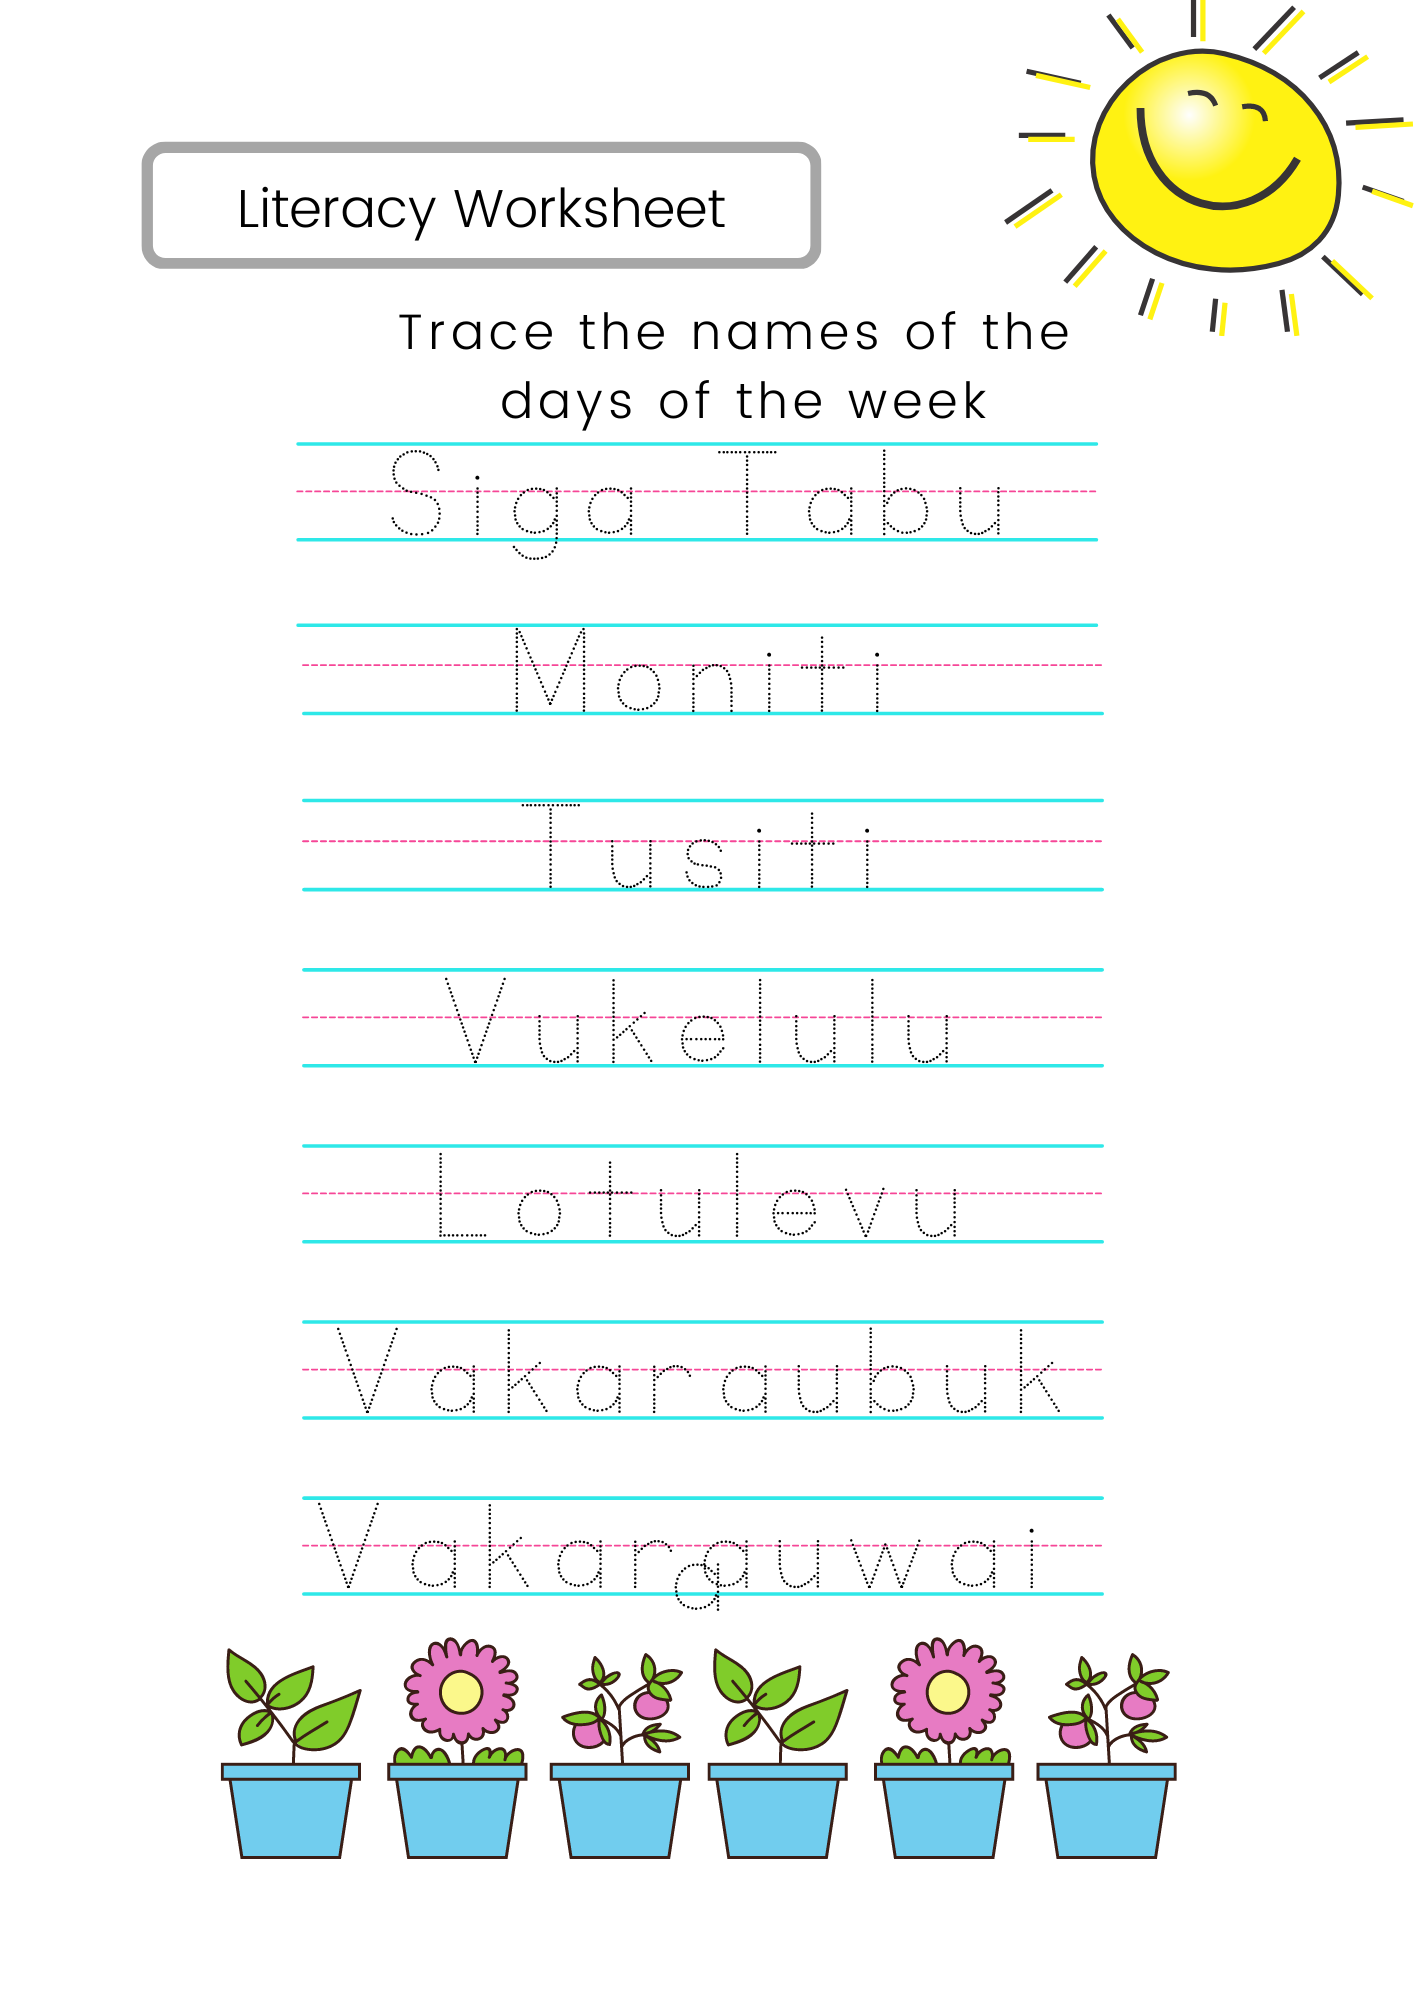 Literacy Worksheet
Trace the names of the
days of the week
Siga Tabu
Moniti
Tusiti
Vukelulu
Lotulevu
Vakaraubuk
a
Vakarauwai